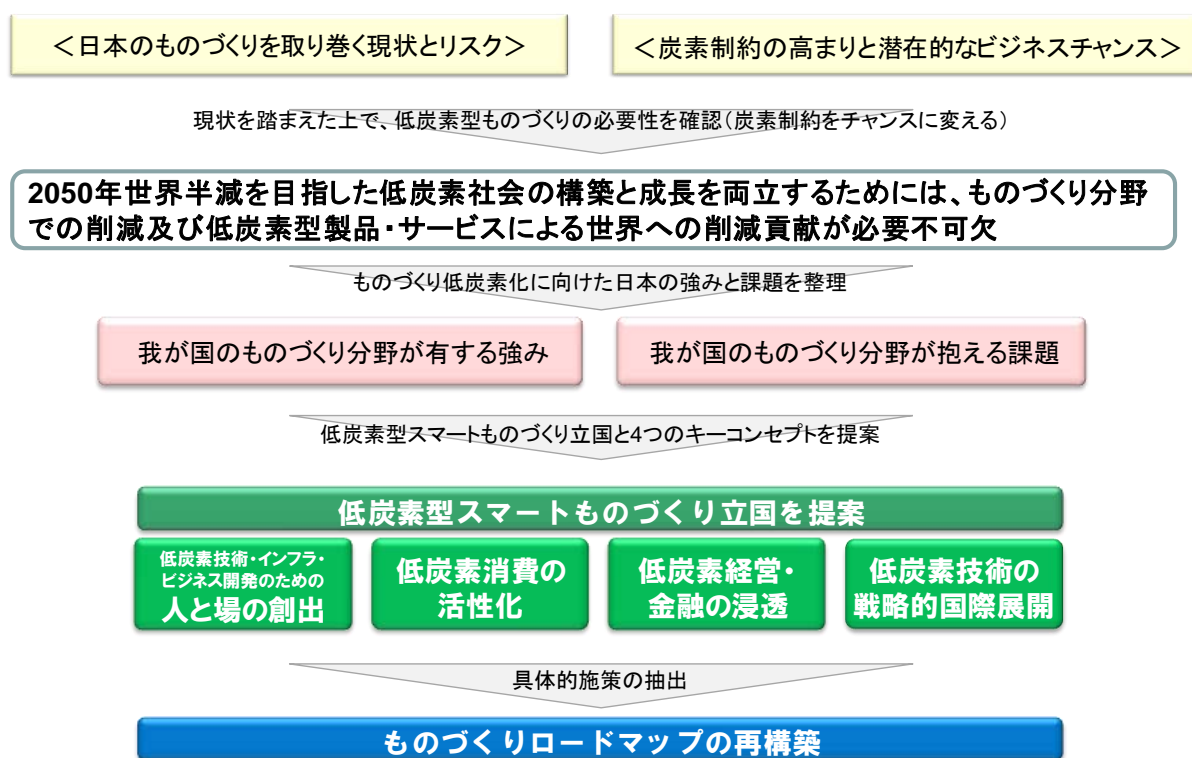 ＜日本のものづくりを取り巻く現状とリスク＞
＜炭素制約の高まりと潜在的なビジネスチャンス＞
現状を踏まえた上で、低炭素型ものづくりの必要性を確認（炭素制約をチャンスに変える）
2050年世界半減を目指した低炭素社会の構築と成長を両立するためには、ものづくり分野
での削減及び低炭素型製品・サービスによる世界への削減貢献が必要不可欠
ものづくり低炭素化に向けた日本の強みと課題を整理
我が国のものづくり分野が有する強み
我が国のものづくり分野が抱える課題
低炭素型スマートものづくり立国と4つのキーコンセプトを提案
低炭素型スマートものづくり立国を提案
低炭素技術・インフラ・
ビジネス開発のための
人と場の創出
低炭素消費の
活性化
低炭素経営・
金融の浸透
低炭素技術の
戦略的国際展開
具体的施策の抽出
ものづくりロードマップの再構築